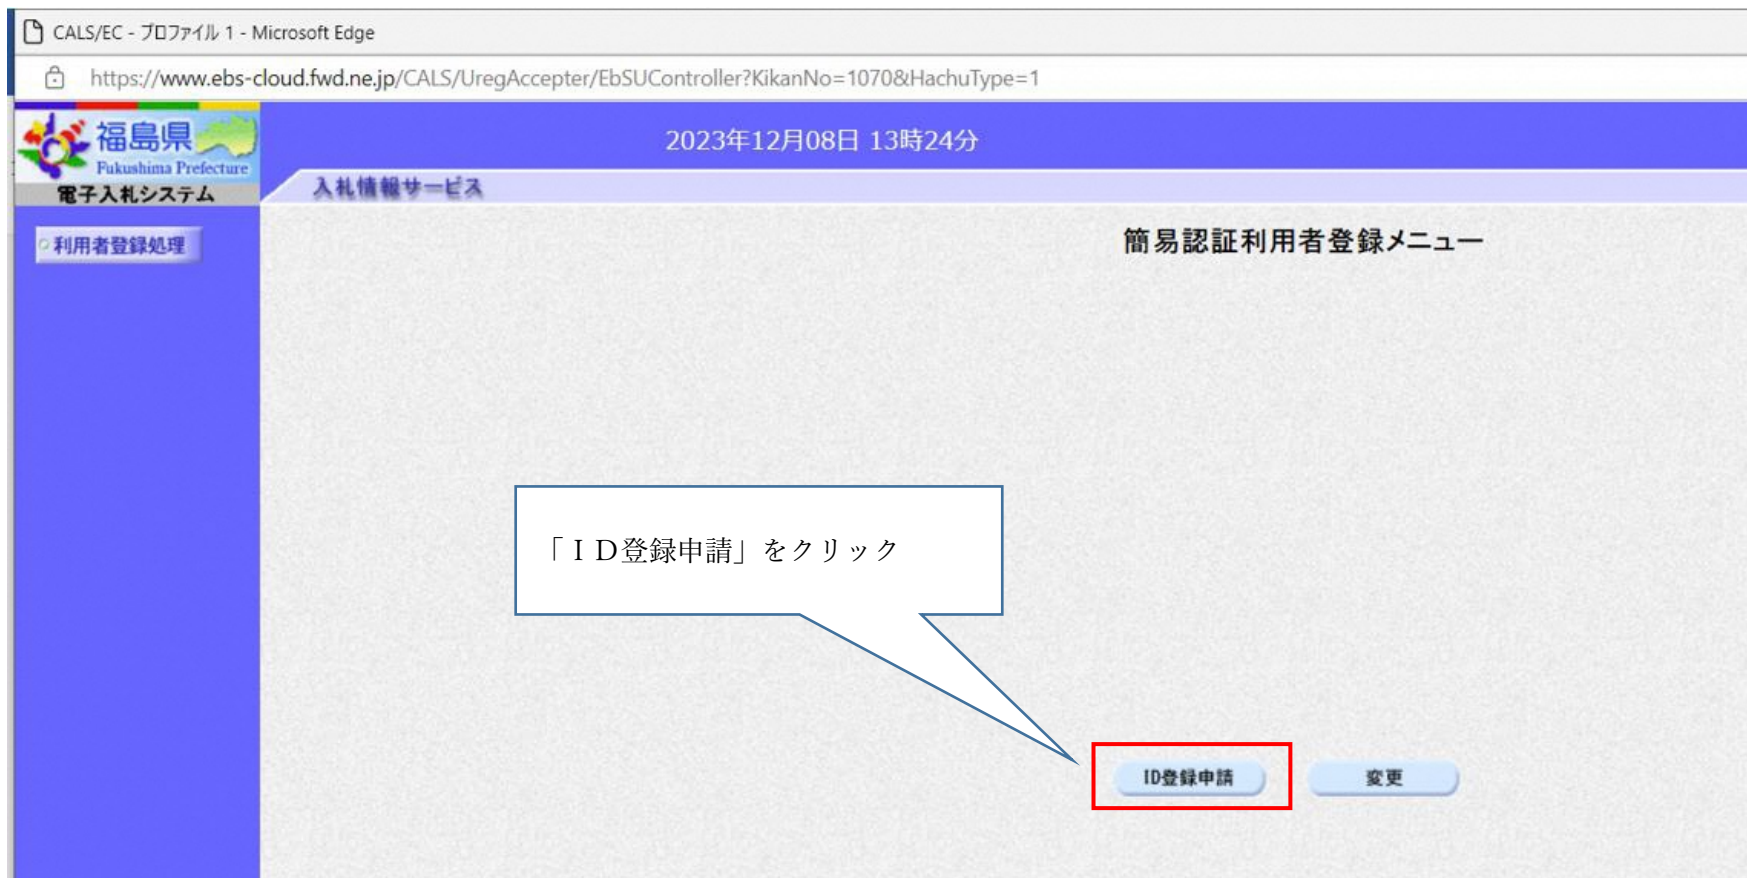 CALS/EC - プロファイル 1 - Microsoft Edge
https://www.ebs-cloud.fwd.ne.jp/CALS/UregAccepter/EbSUController?KikanNo=1070&HachuType=1
福島県
Fukushima Prefecture
電子入札システム
2023年12月08日 13時24分
入札情報サービス
利用者登録処理
簡易認証利用者登録メニュー
「ＩＤ登録申請」をクリック
ID登録申請
変更